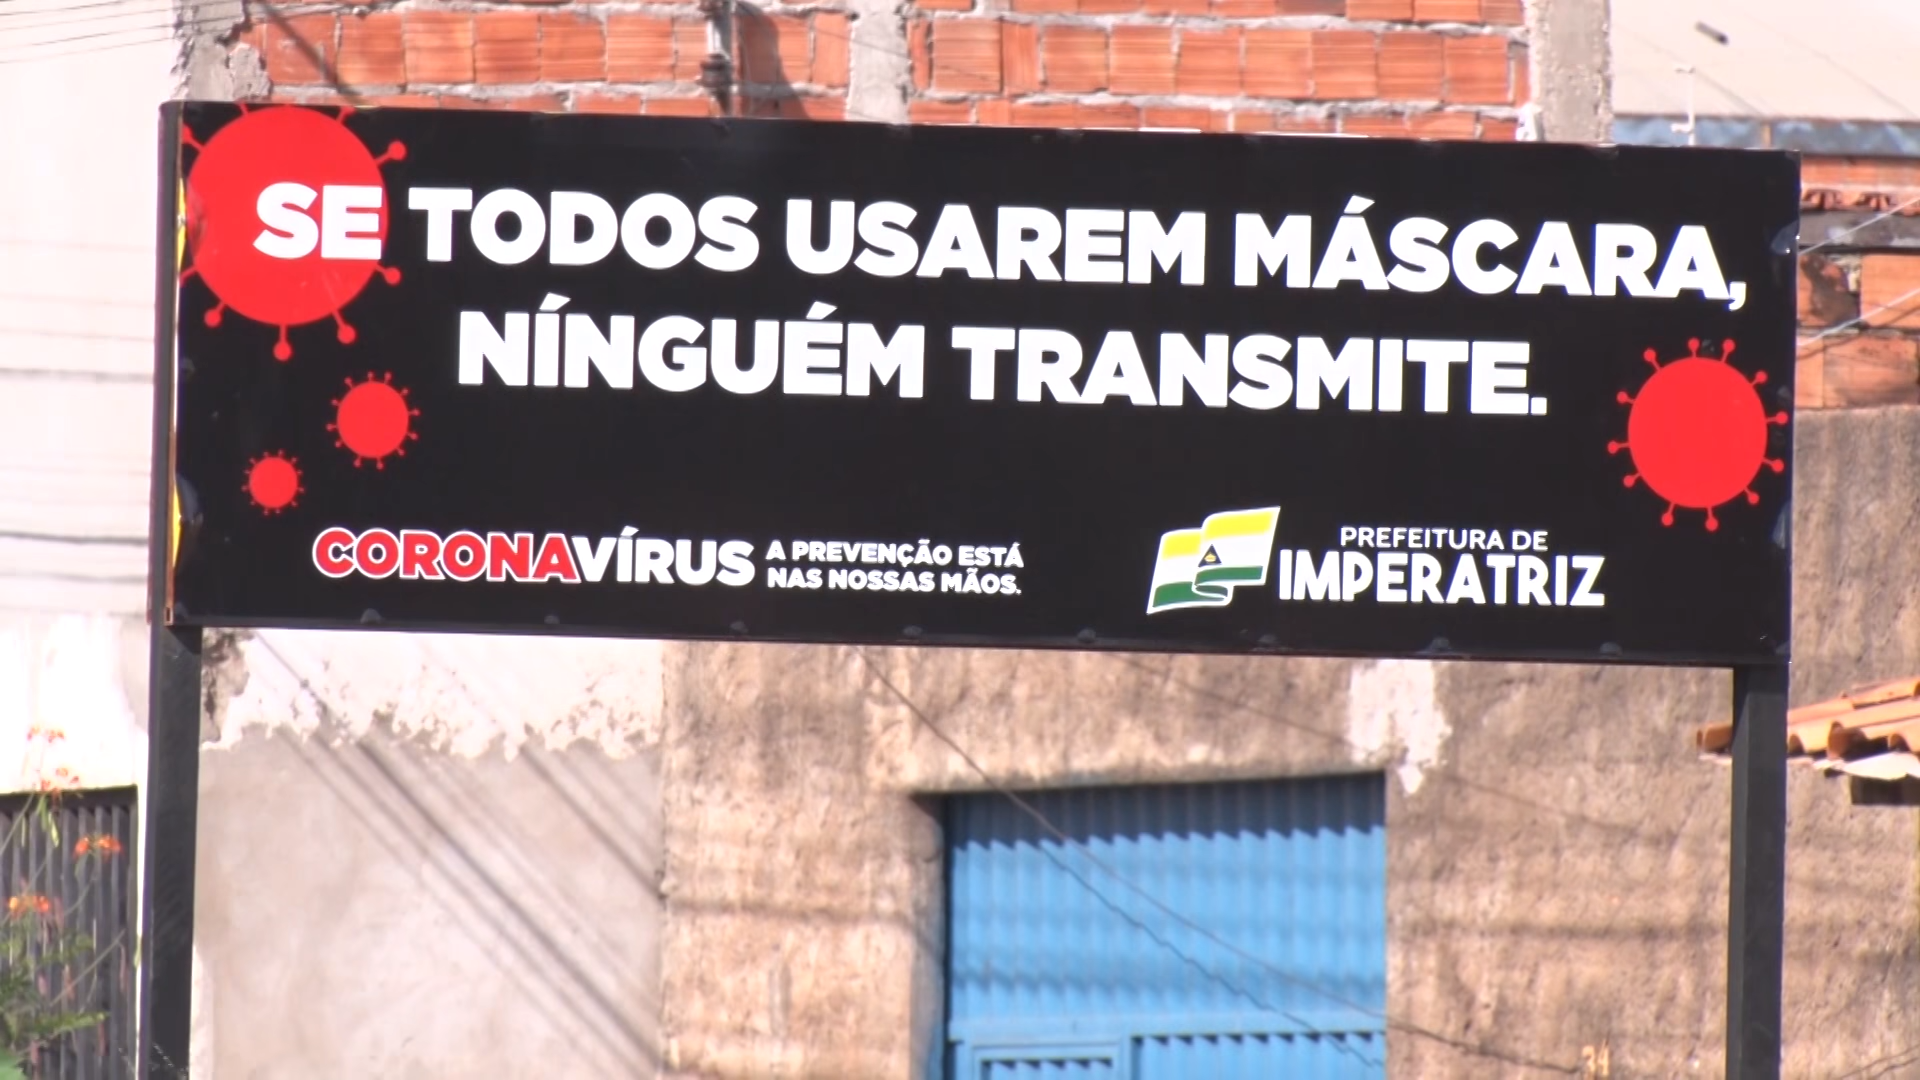 SE TODOS USAREM MÁSCARA,
NÍNGUÉM TRANSMITE.
CORONAVÍRUS
A PREVENÇÃO ESTÁ
NAS NOSSAS MÃOS.
PREFEITURA DE
IMPERATRIZ